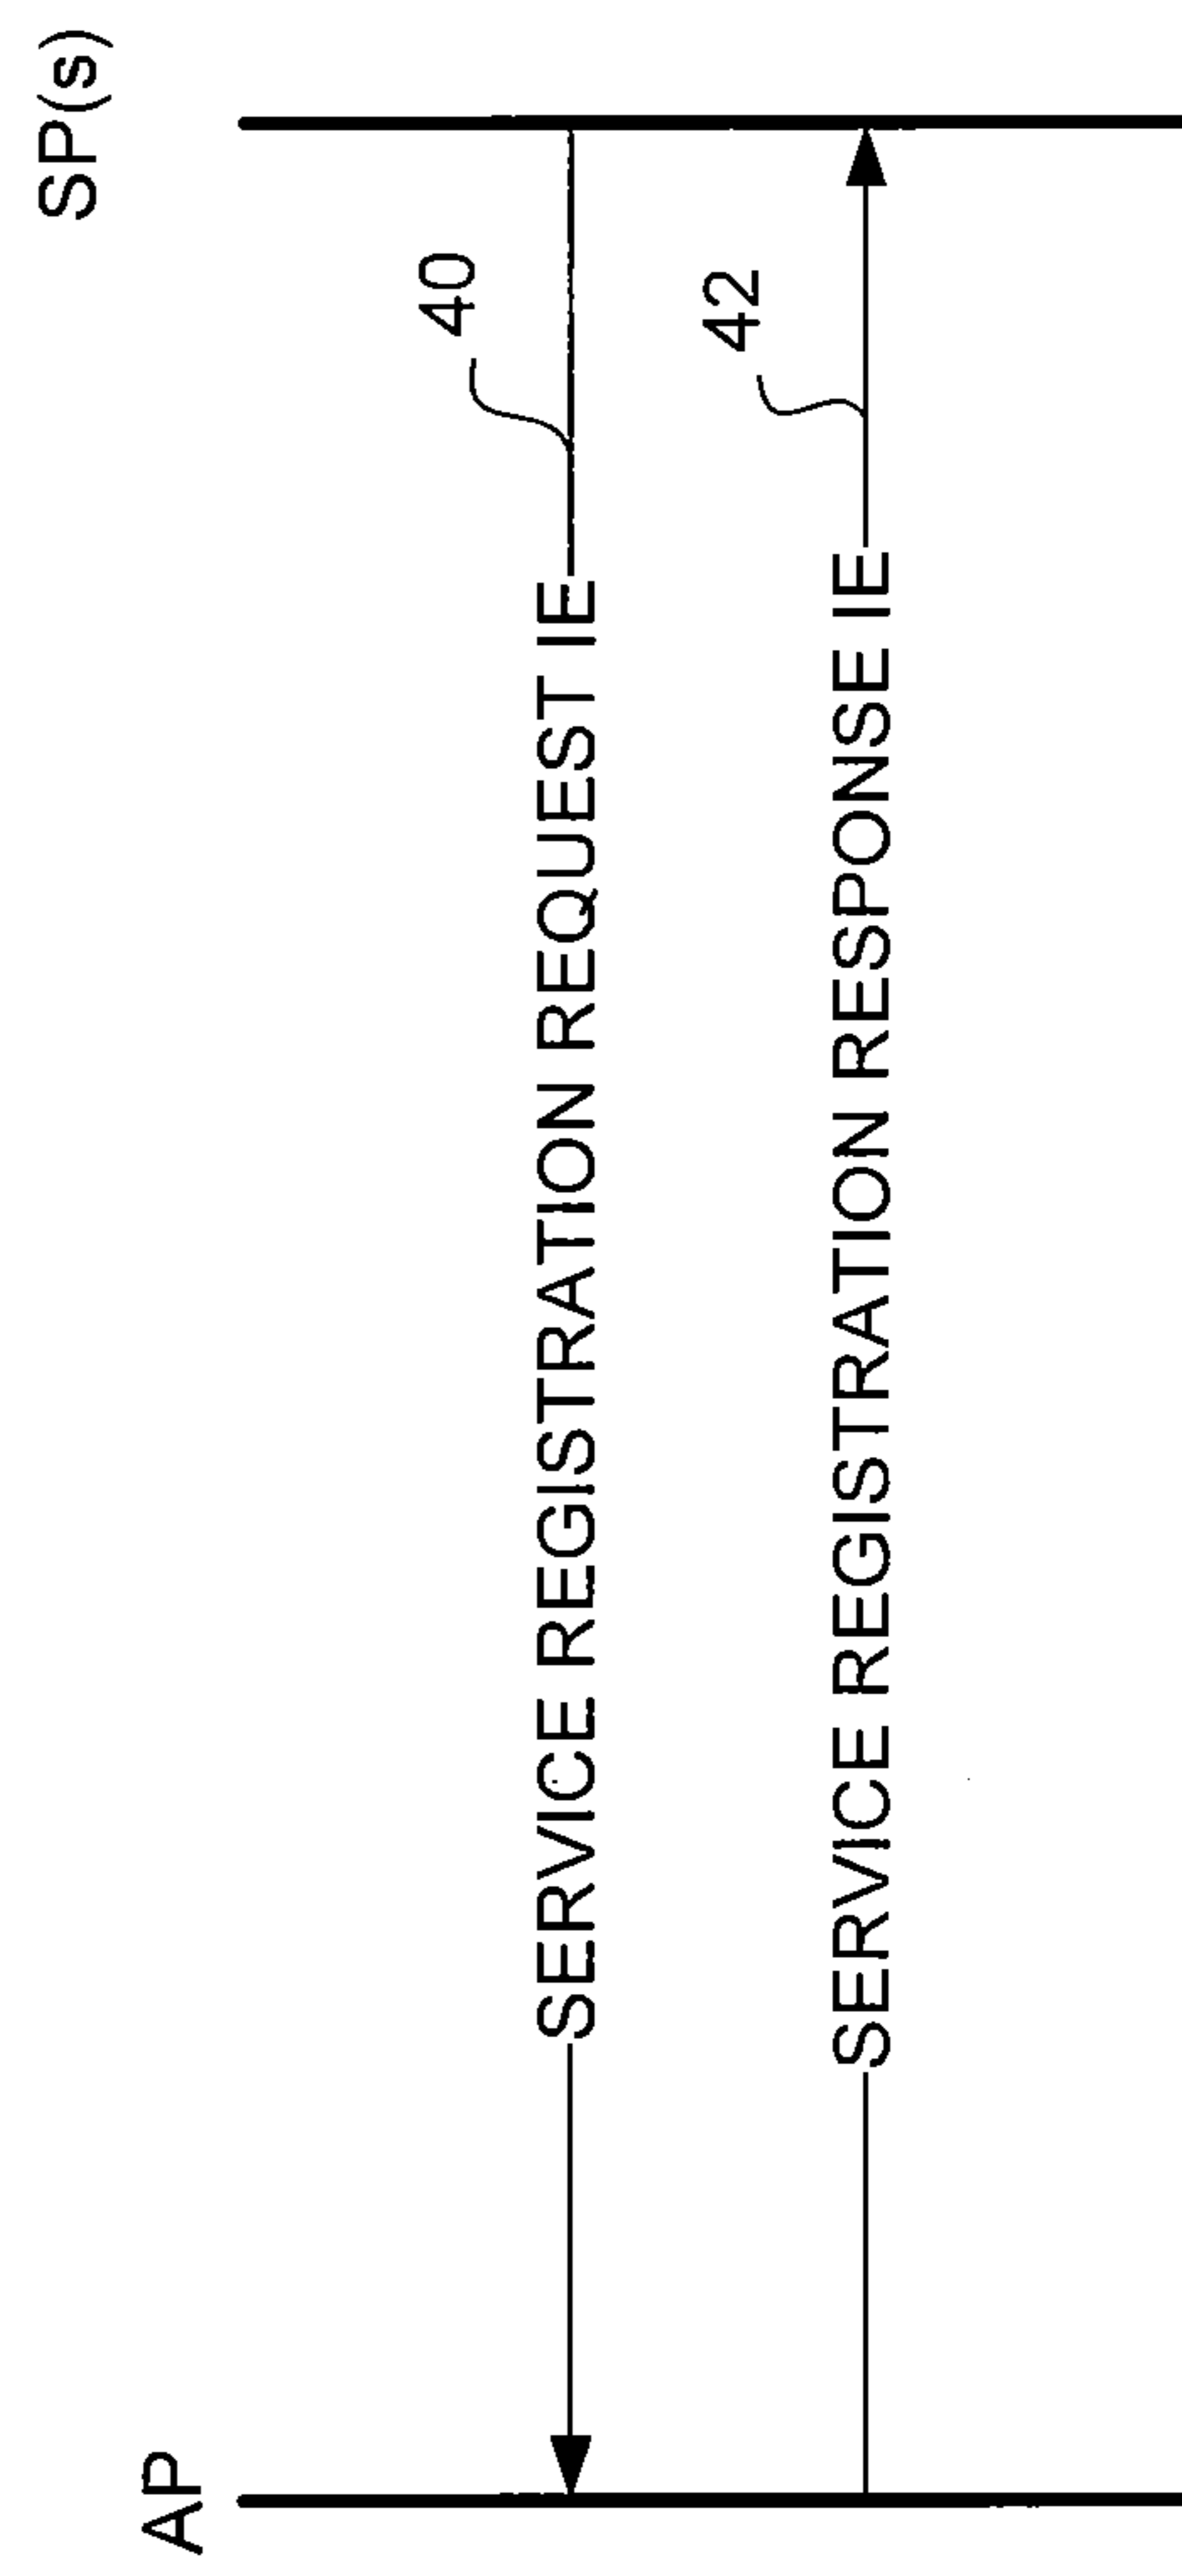 AP
SP(s)
40
SERVICE REGISTRATION REQUEST IE
42
SERVICE REGISTRATION RESPONSE IE